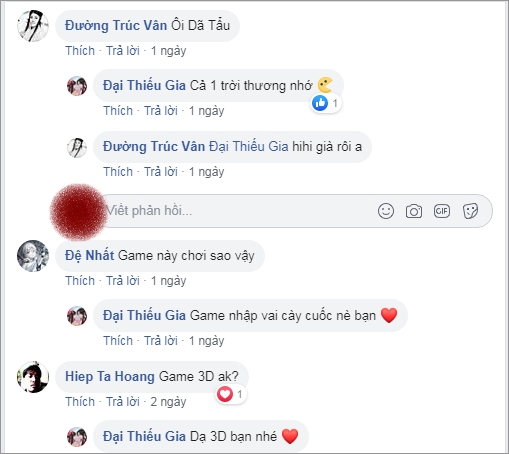 Đường Trúc Vân Ôi Dã Tẩu
Thích · Trả lời · 1 ngày
Đại Thiếu Gia Cả 1 trời thương nhớ
1
Thích · Trả lời · 1 ngày
Đường Trúc Vân Đại Thiếu Gia hihi già rôi a
Thích · Trả lời · 1 ngày
Viết phản hồi...
GIF
Đệ Nhất Game này chơi sao vậy
Thích · Trả lời · 1 ngày
Đại Thiếu Gia Game nhập vai cày cuốc nè bạn
Thích · Trả lời · 1 ngày
Hiep Ta Hoang Game 3D ak?
1
Thích · Trả lời · 2 ngày
Đại Thiếu Gia Dạ 3D bạn nhé